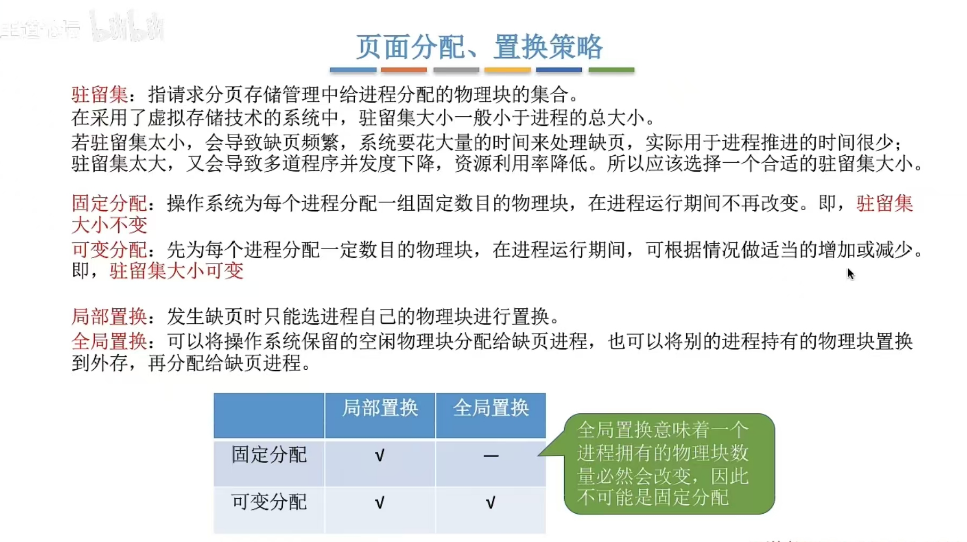 bilibili
页面分配、置换策略
驻留集：指请求分页存储管理中给进程分配的物理块的集合。
在采用了虚拟存储技术的系统中，驻留集大小一般小于进程的总大小。
若驻留集太小，会导致缺页频繁，系统要花大量的时间来处理缺页，实际用于进程推进的时间很少；
驻留集太大，又会导致多道程序并发度下降，资源利用率降低。所以应该选择一个合适的驻留集大小。
固定分配：操作系统为每个进程分配一组固定数目的物理块，在进程运行期间不再改变。即，驻留集
大小不变
可变分配：先为每个进程分配一定数目的物理块，在进程运行期间，可根据情况做适当的增加或减少。
即，驻留集大小可变
局部置换：发生缺页时只能选进程自己的物理块进行置换。
全局置换：可以将操作系统保留的空闲物理块分配给缺页进程，也可以将别的进程持有的物理块置换
到外存，再分配给缺页进程。
局部置换 全局置换
固定分配 √ —
可变分配 √ √
全局置换意味着一个
进程拥有的物理块数
量必然会改变，因此
不可能是固定分配